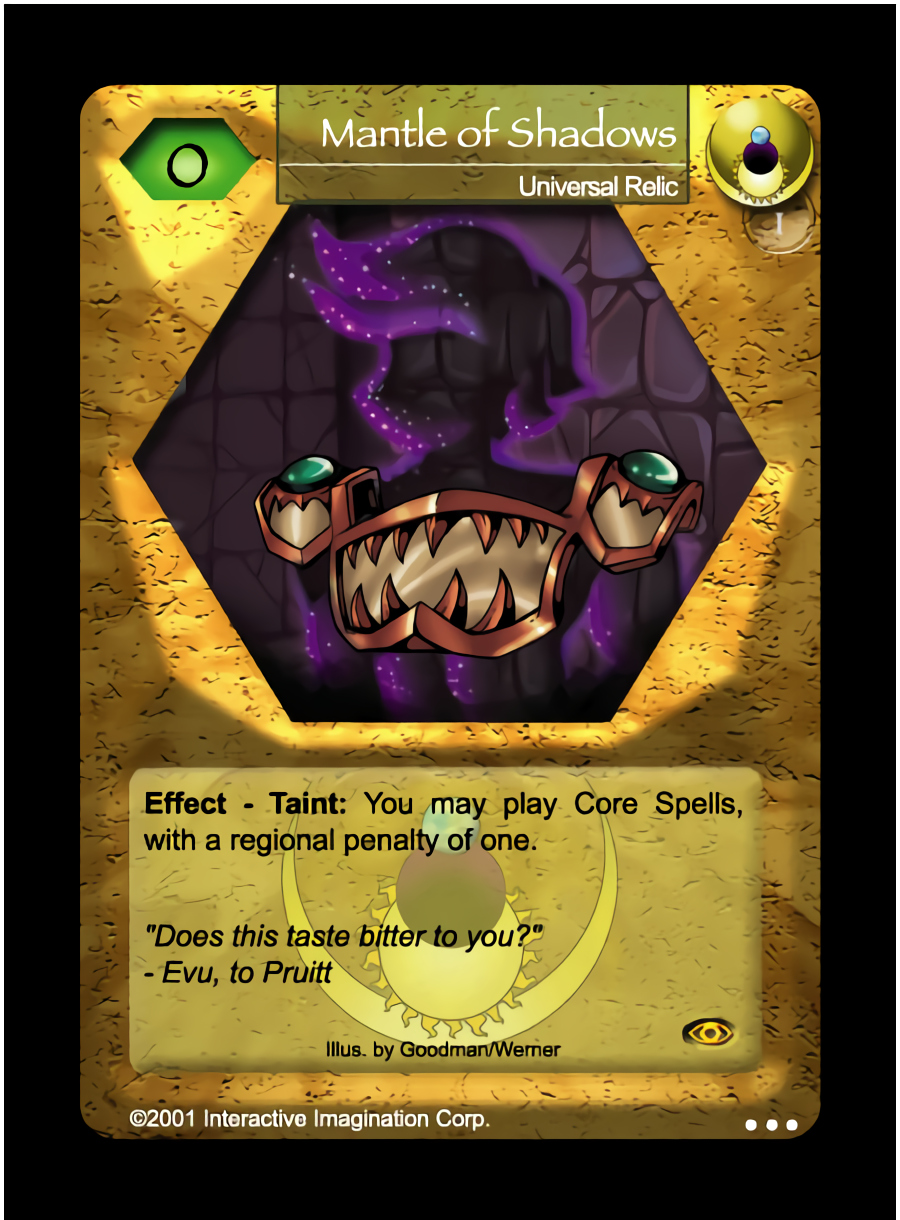 0
Mantle of Shadows
Universal Relic
I
Effect - Taint: You may play Core Spells,
with a regional penalty of one.
"Does this taste bitter to you?"
- Evu, to Pruitt
Illus. by Goodman/Werner
©2001 Interactive Imagination Corp.